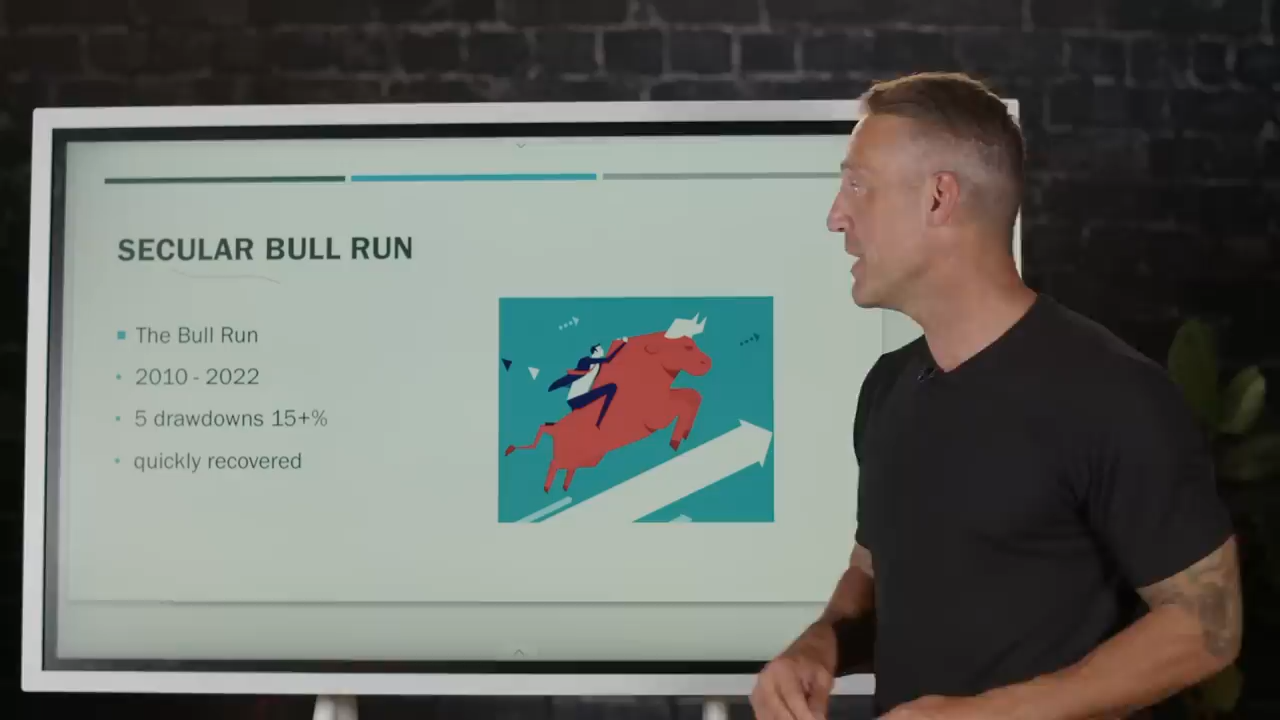 SECULAR BULL RUN
The Bull Run
2010 - 2022
5 drawdowns 15+%
quickly recovered